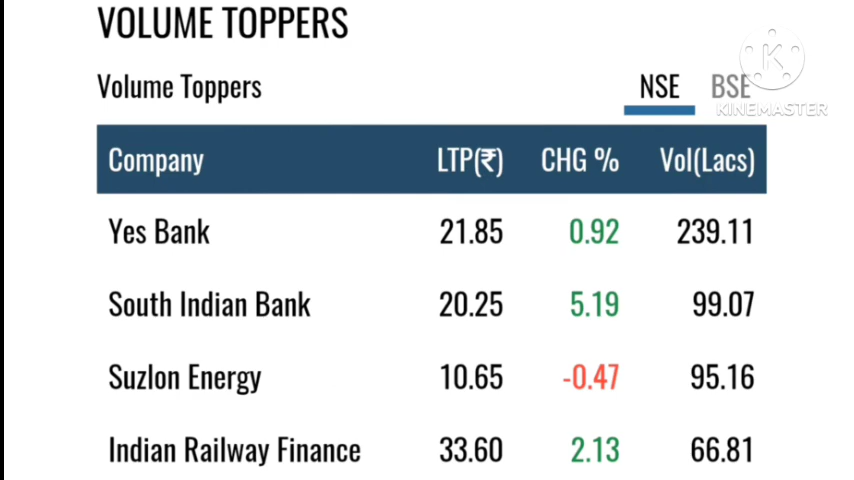 VOLUME TOPPERS
Volume Toppers NSE BSE
KINEMASTER
Company LTP(₹) CHG % Vol(Lacs)
Yes Bank 21.85 0.92 239.11
South Indian Bank 20.25 5.19 99.07
Suzlon Energy 10.65 -0.47 95.16
Indian Railway Finance 33.60 2.13 66.81